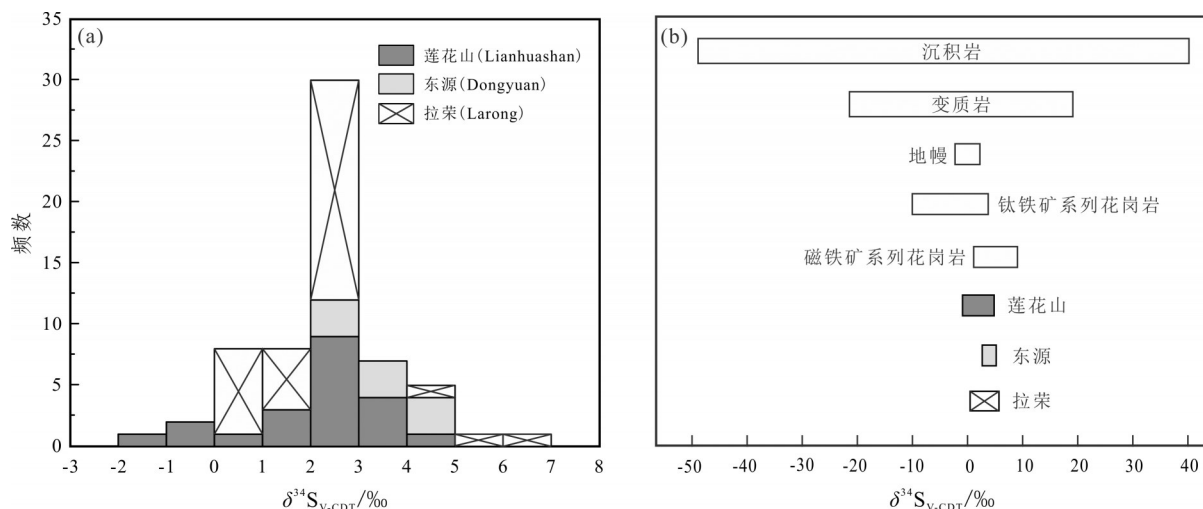 (a)
莲花山(Lianhuashan)
东源(Dongyuan)
拉荣(Larong)
频数
35
30
25
20
15
10
5
0
-3 -2 -1 0 1 2 3 4 5 6 7 8
δ³⁴S_V-CDT/‰
(b)
沉积岩
变质岩
地幔
钛铁矿系列花岗岩
磁铁矿系列花岗岩
莲花山
东源
拉荣
-50 -40 -30 -20 -10 0 10 20 30 40
δ³⁴S_V-CDT/‰